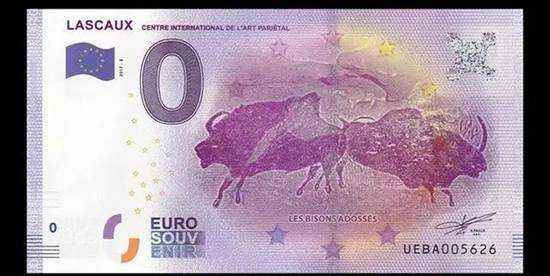 LASCAUX CENTRE INTERNATIONAL DE L'ART PARIÉTAL
0
LES BISONS ADOSSÉS
0
EURO
SOUV
ENIR
UEBA005626